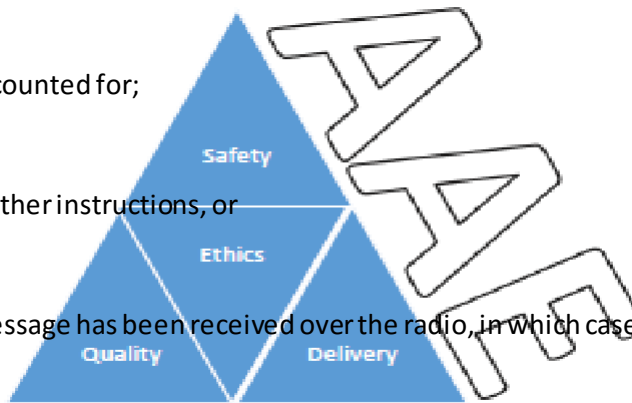 counted for;
Safety
ther instructions, or
Ethics
essage has been received over the radio, in which case
Quality Delivery
AAE